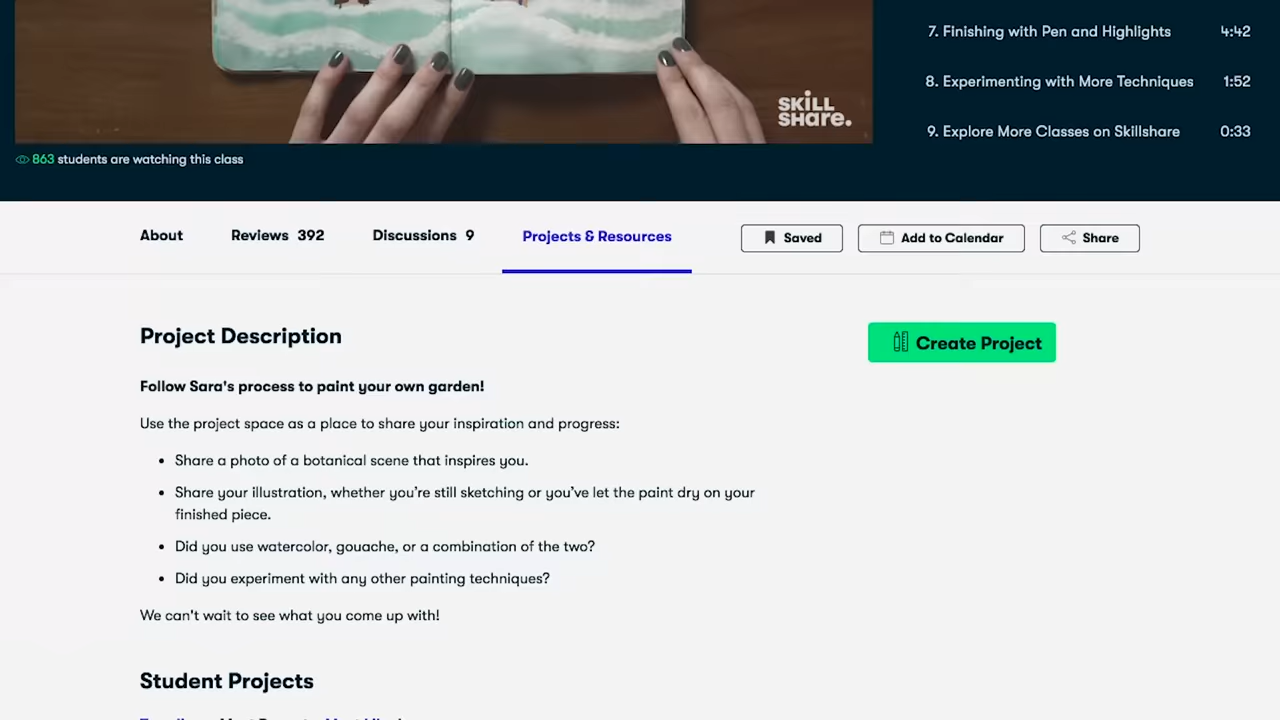 7. Finishing with Pen and Highlights 4:42
8. Experimenting with More Techniques 1:52
9. Explore More Classes on Skillshare 0:33
SKILL
SHARE.
863 students are watching this class
About Reviews 392 Discussions 9 Projects & Resources Saved Add to Calendar Share
Project Description
Create Project
Follow Sara's process to paint your own garden!
Use the project space as a place to share your inspiration and progress:
• Share a photo of a botanical scene that inspires you.
• Share your illustration, whether you’re still sketching or you’ve let the paint dry on your
finished piece.
• Did you use watercolor, gouache, or a combination of the two?
• Did you experiment with any other painting techniques?
We can't wait to see what you come up with!
Student Projects